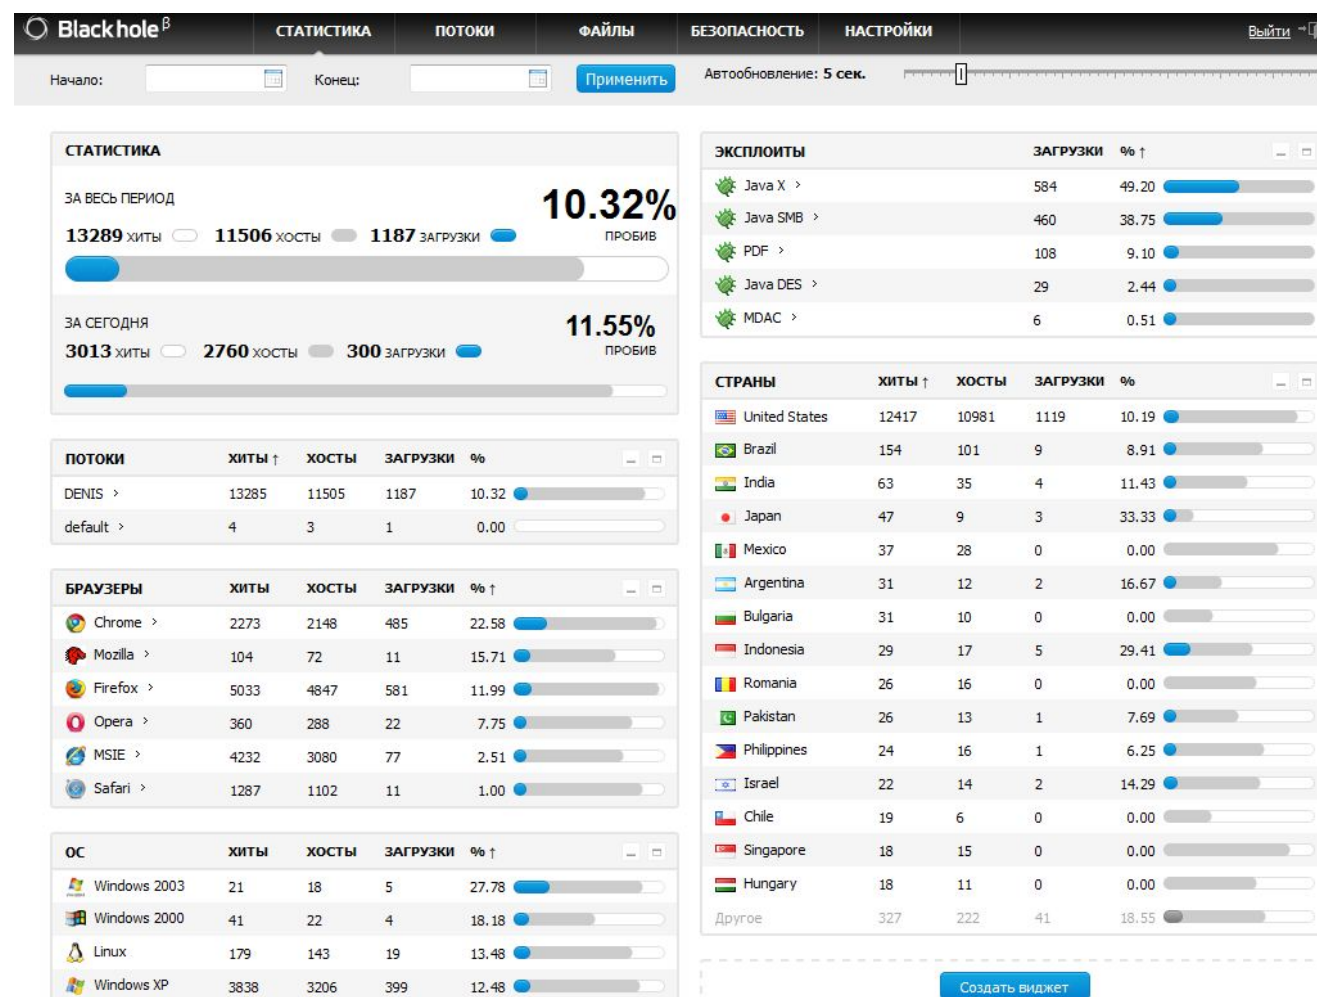 Blackhole β СТАТИСТИКА ПОТОКИ ФАЙЛЫ БЕЗОПАСНОСТЬ НАСТРОЙКИ Выйти
Начало: Конец: Применить Автообновление: 5 сек.
СТАТИСТИКА
ЗА ВЕСЬ ПЕРИОД
10.32%
13289 ХИТЫ 11506 ХОСТЫ 1187 ЗАГРУЗКИ
ПРОБИВ
ЗА СЕГОДНЯ
11.55%
3013 ХИТЫ 2760 ХОСТЫ 300 ЗАГРУЗКИ
ПРОБИВ
ПОТОКИ ХИТЫ ↑ ХОСТЫ ЗАГРУЗКИ %
DENIS > 13285 11505 1187 10.32
default > 4 3 1 0.00
БРАУЗЕРЫ ХИТЫ ХОСТЫ ЗАГРУЗКИ % ↑
Chrome > 2273 2148 485 22.58
Mozilla > 104 72 11 15.71
Firefox > 5033 4847 581 11.99
Opera > 360 288 22 7.75
MSIE > 4232 3080 77 2.51
Safari > 1287 1102 11 1.00
ОС ХИТЫ ХОСТЫ ЗАГРУЗКИ % ↑
Windows 2003 21 18 5 27.78
Windows 2000 41 22 4 18.18
Linux 179 143 19 13.48
Windows XP 3838 3206 399 12.48
ЭКСПЛОИТЫ ЗАГРУЗКИ % ↑
Java X > 584 49.20
Java SMB > 460 38.75
PDF > 108 9.10
Java DES > 29 2.44
MDAC > 6 0.51
СТРАНЫ ХИТЫ ↑ ХОСТЫ ЗАГРУЗКИ %
United States 12417 10981 1119 10.19
Brazil 154 101 9 8.91
India 63 35 4 11.43
Japan 47 9 3 33.33
Mexico 37 28 0 0.00
Argentina 31 12 2 16.67
Bulgaria 31 10 0 0.00
Indonesia 29 17 5 29.41
Romania 26 16 0 0.00
Pakistan 26 13 1 7.69
Philippines 24 16 1 6.25
Israel 22 14 2 14.29
Chile 19 6 0 0.00
Singapore 18 15 0 0.00
Hungary 18 11 0 0.00
Другое 327 222 41 18.55
Создать виджет